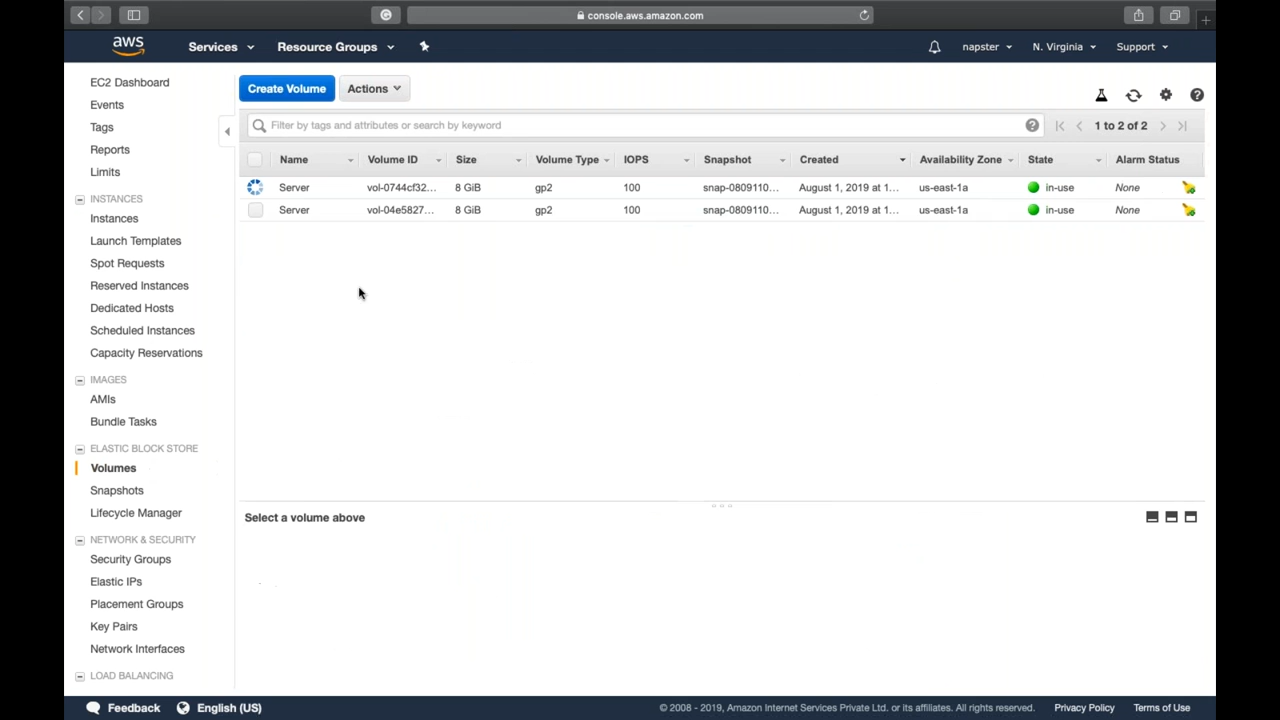 console.aws.amazon.com
aws Services Resource Groups napster N. Virginia Support
EC2 Dashboard
Events
Tags
Reports
Limits
INSTANCES
Instances
Launch Templates
Spot Requests
Reserved Instances
Dedicated Hosts
Scheduled Instances
Capacity Reservations
IMAGES
AMIs
Bundle Tasks
ELASTIC BLOCK STORE
Volumes
Snapshots
Lifecycle Manager
NETWORK & SECURITY
Security Groups
Elastic IPs
Placement Groups
Key Pairs
Network Interfaces
LOAD BALANCING
Create Volume Actions
Filter by tags and attributes or search by keyword 1 to 2 of 2
Name Volume ID Size Volume Type IOPS Snapshot Created Availability Zone State Alarm Status
Server vol-0744cf32... 8 GiB gp2 100 snap-0809110... August 1, 2019 at 1... us-east-1a in-use None
Server vol-04e5827... 8 GiB gp2 100 snap-0809110... August 1, 2019 at 1... us-east-1a in-use None
Select a volume above
Feedback English (US) © 2008 - 2019, Amazon Internet Services Private Ltd. or its affiliates. All rights reserved. Privacy Policy Terms of Use